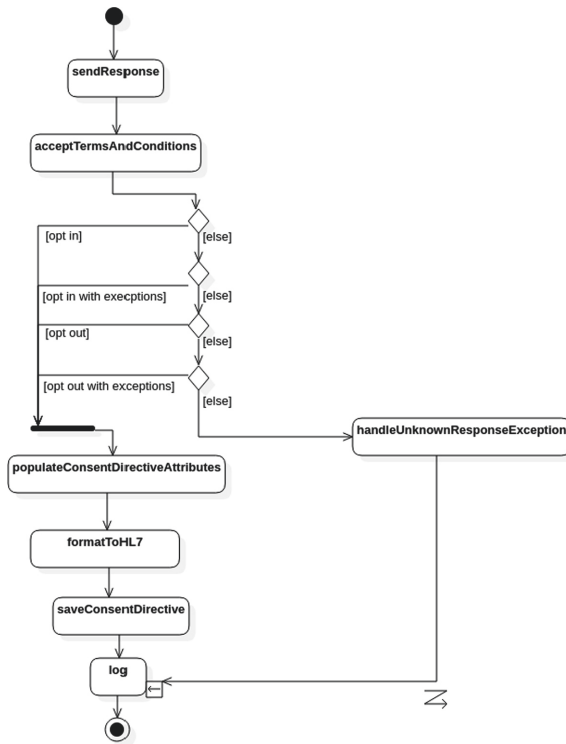 sendResponse
acceptTermsAndConditions
[opt in]
[else]
[opt in with execptions]
[else]
[opt out]
[else]
[opt out with exceptions]
[else]
handleUnknownResponseException
populateConsentDirectiveAttributes
formatToHL7
saveConsentDirective
log